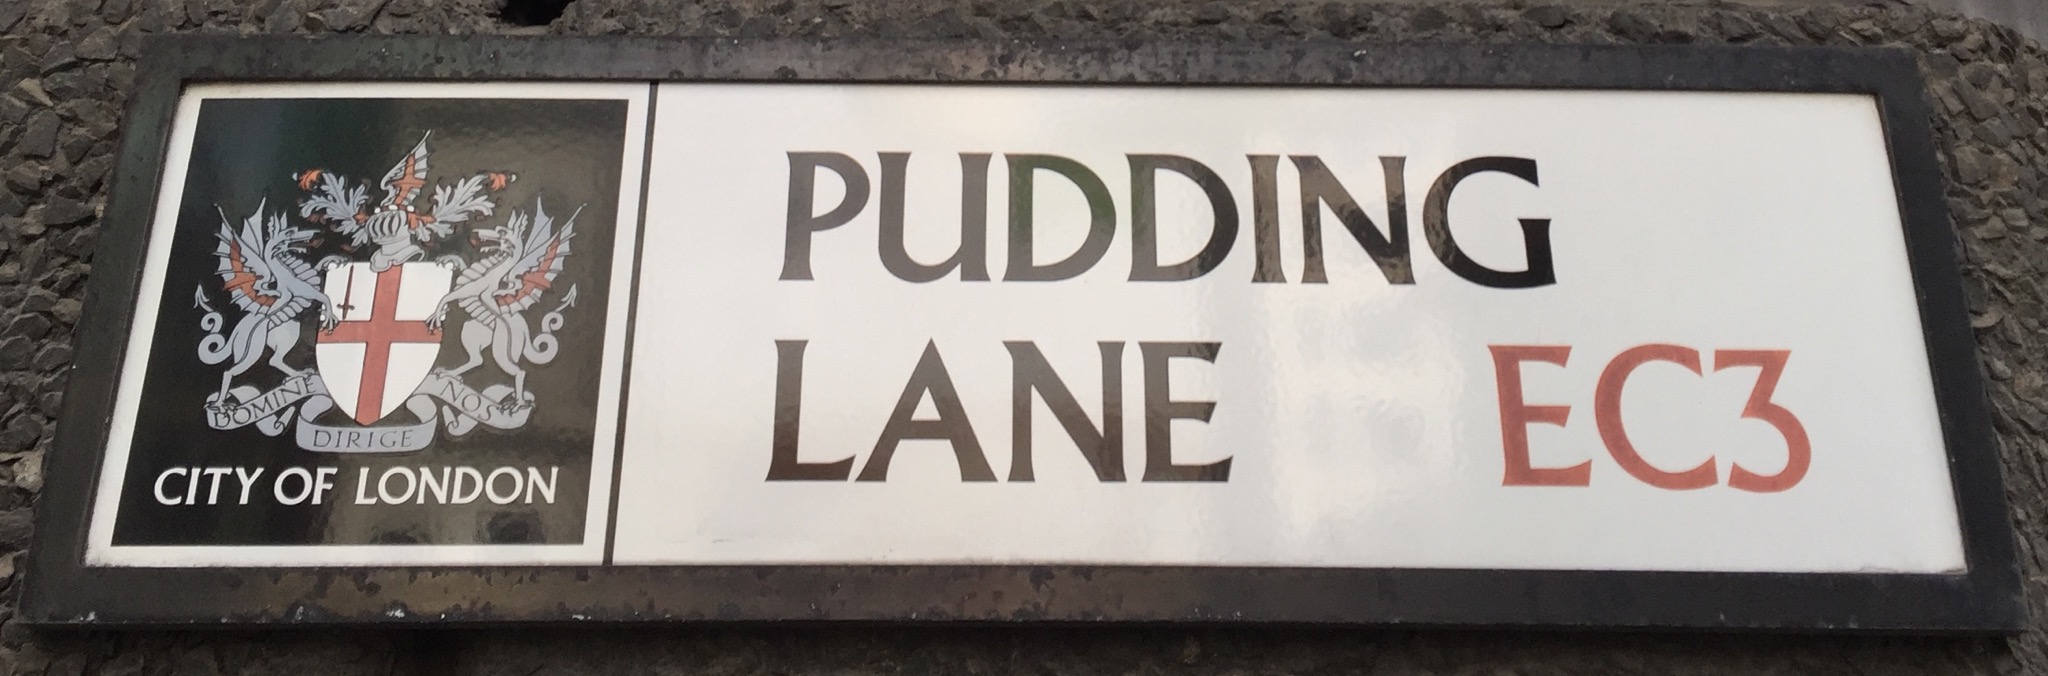 DOMINE DIRIGE NOS
CITY OF LONDON
PUDDING
LANE EC3